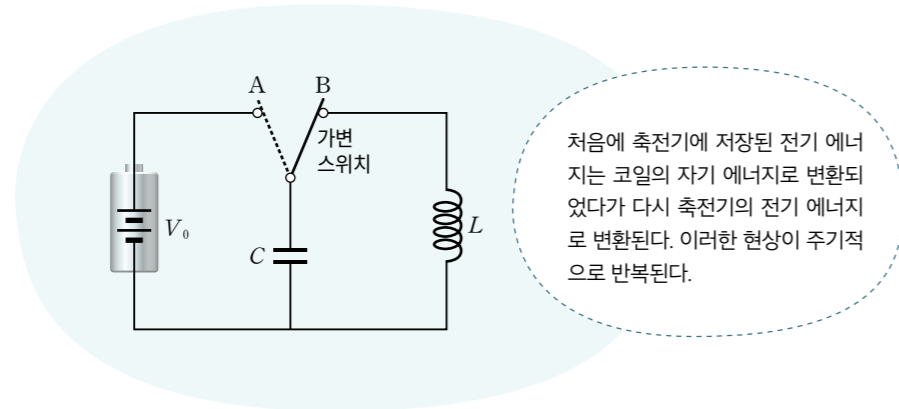 A
B
가변
스위치
V₀
C
L
처음에 축전기에 저장된 전기 에너
지는 코일의 자기 에너지로 변환되
었다가 다시 축전기의 전기 에너지
로 변환된다. 이러한 현상이 주기적
으로 반복된다.